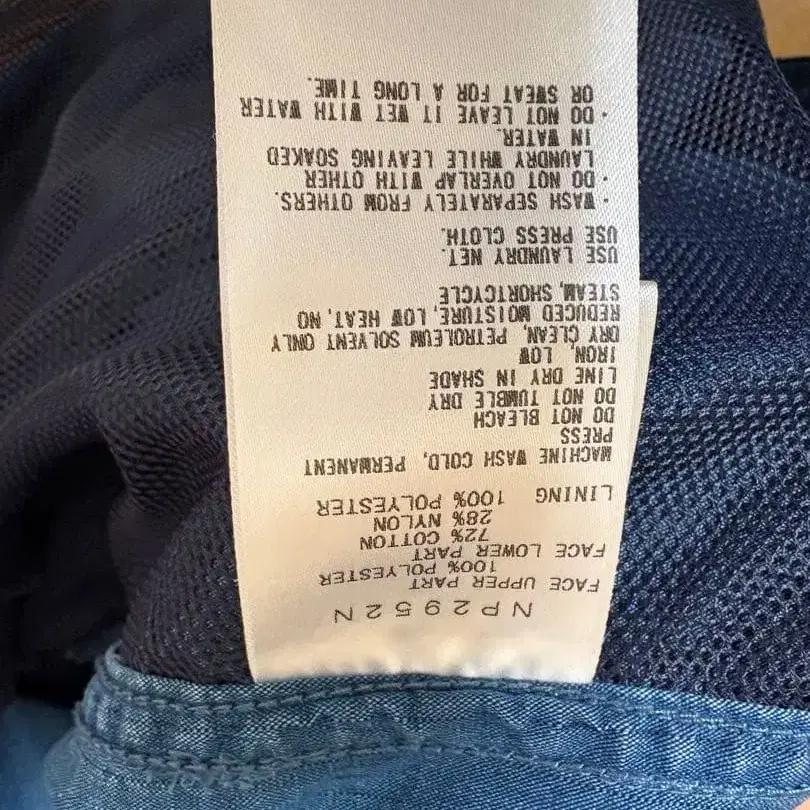 NP2952N
FACE UPPER PART
100% POLYESTER
FACE LOWER PART
72% COTTON
28% NYLON
LINING 100% POLYESTER
MACHINE WASH COLD, PERMANENT
PRESS
DO NOT BLEACH
DO NOT TUMBLE DRY
LINE DRY IN SHADE
IRON, LOW
DRY CLEAN, PETROLEUM SOLVENT ONLY
REDUCED MOISTURE, LOW HEAT, NO
STEAM, SHORTCYCLE
USE LAUNDRY NET.
USE PRESS CLOTH.
・WASH SEPARATELY FROM OTHERS.
・DO NOT OVERLAP WITH OTHER
LAUNDRY WHILE LEAVING SOAKED
IN WATER.
・DO NOT LEAVE IT WET WITH WATER
OR SWEAT FOR A LONG TIME.